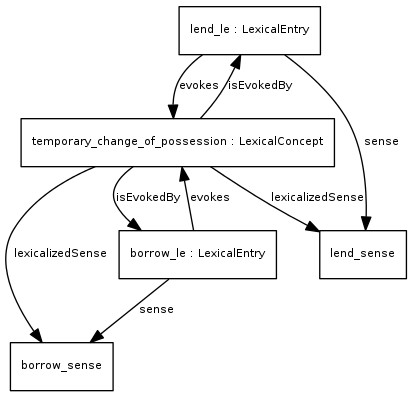 lend_le : LexicalEntry
evokes
isEvokedBy
temporary_change_of_possession : LexicalConcept
sense
isEvokedBy
evokes
lexicalizedSense
lexicalizedSense
borrow_le : LexicalEntry
lend_sense
sense
borrow_sense